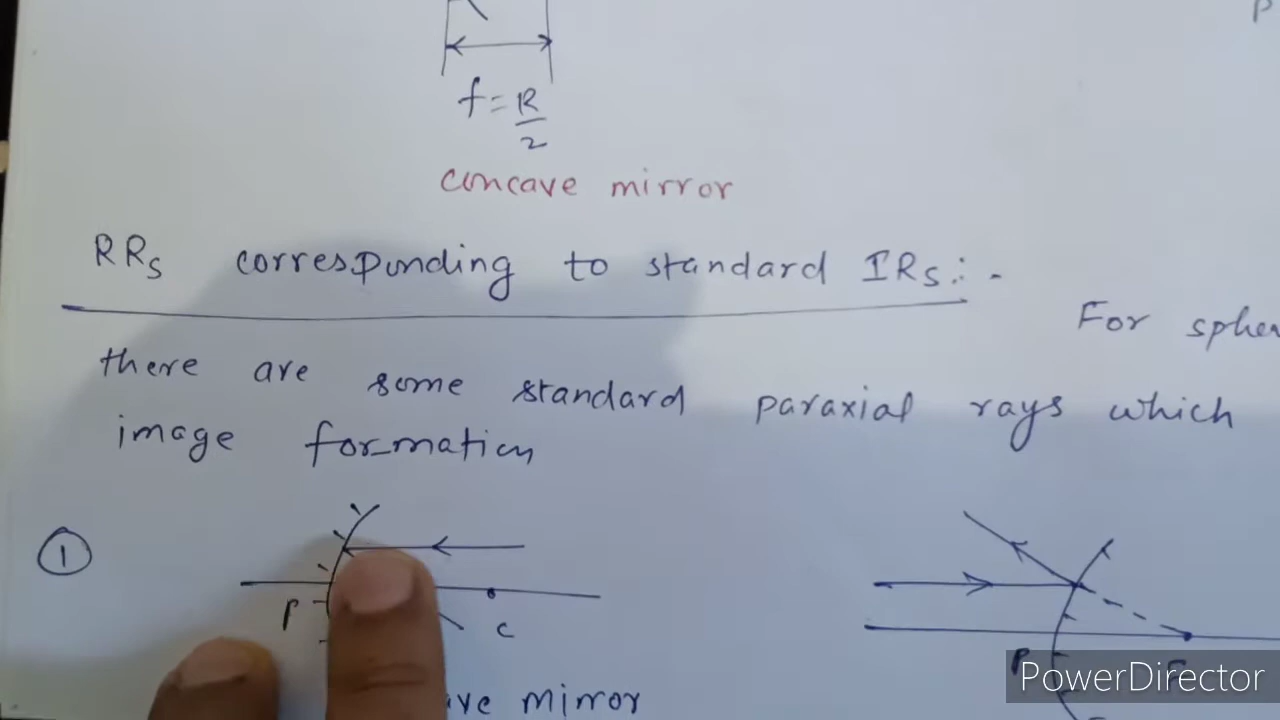 P
f = R/2
concave mirror
RRs corresponding to standard IRs:-
For spher
there are some standard paraxial rays which
image formation
1
P
C
P
F
ave mirror
PowerDirector